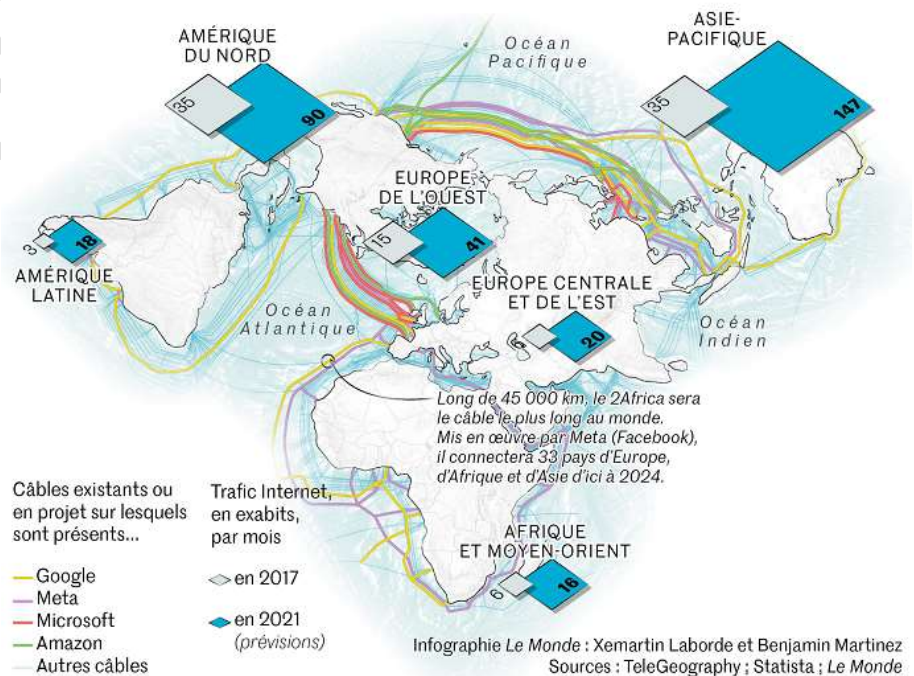 AMÉRIQUE
DU NORD
35
90
Océan
Pacifique
ASIE-
PACIFIQUE
35
147
EUROPE
DE L'OUEST
15
41
3
18
AMÉRIQUE
LATINE
Océan
Atlantique
EUROPE CENTRALE
ET DE L'EST
6
20
Océan
Indien
Long de 45 000 km, le 2Africa sera
le câble le plus long au monde.
Mis en œuvre par Meta (Facebook),
il connectera 33 pays d'Europe,
d'Afrique et d'Asie d'ici à 2024.
AFRIQUE
ET MOYEN-ORIENT
6
16
Câbles existants ou
en projet sur lesquels
sont présents...
Google
Meta
Microsoft
Amazon
Autres câbles
Trafic Internet,
en exabits,
par mois
en 2017
en 2021
(prévisions)
Infographie Le Monde : Xemartin Laborde et Benjamin Martinez
Sources : TeleGeography ; Statista ; Le Monde